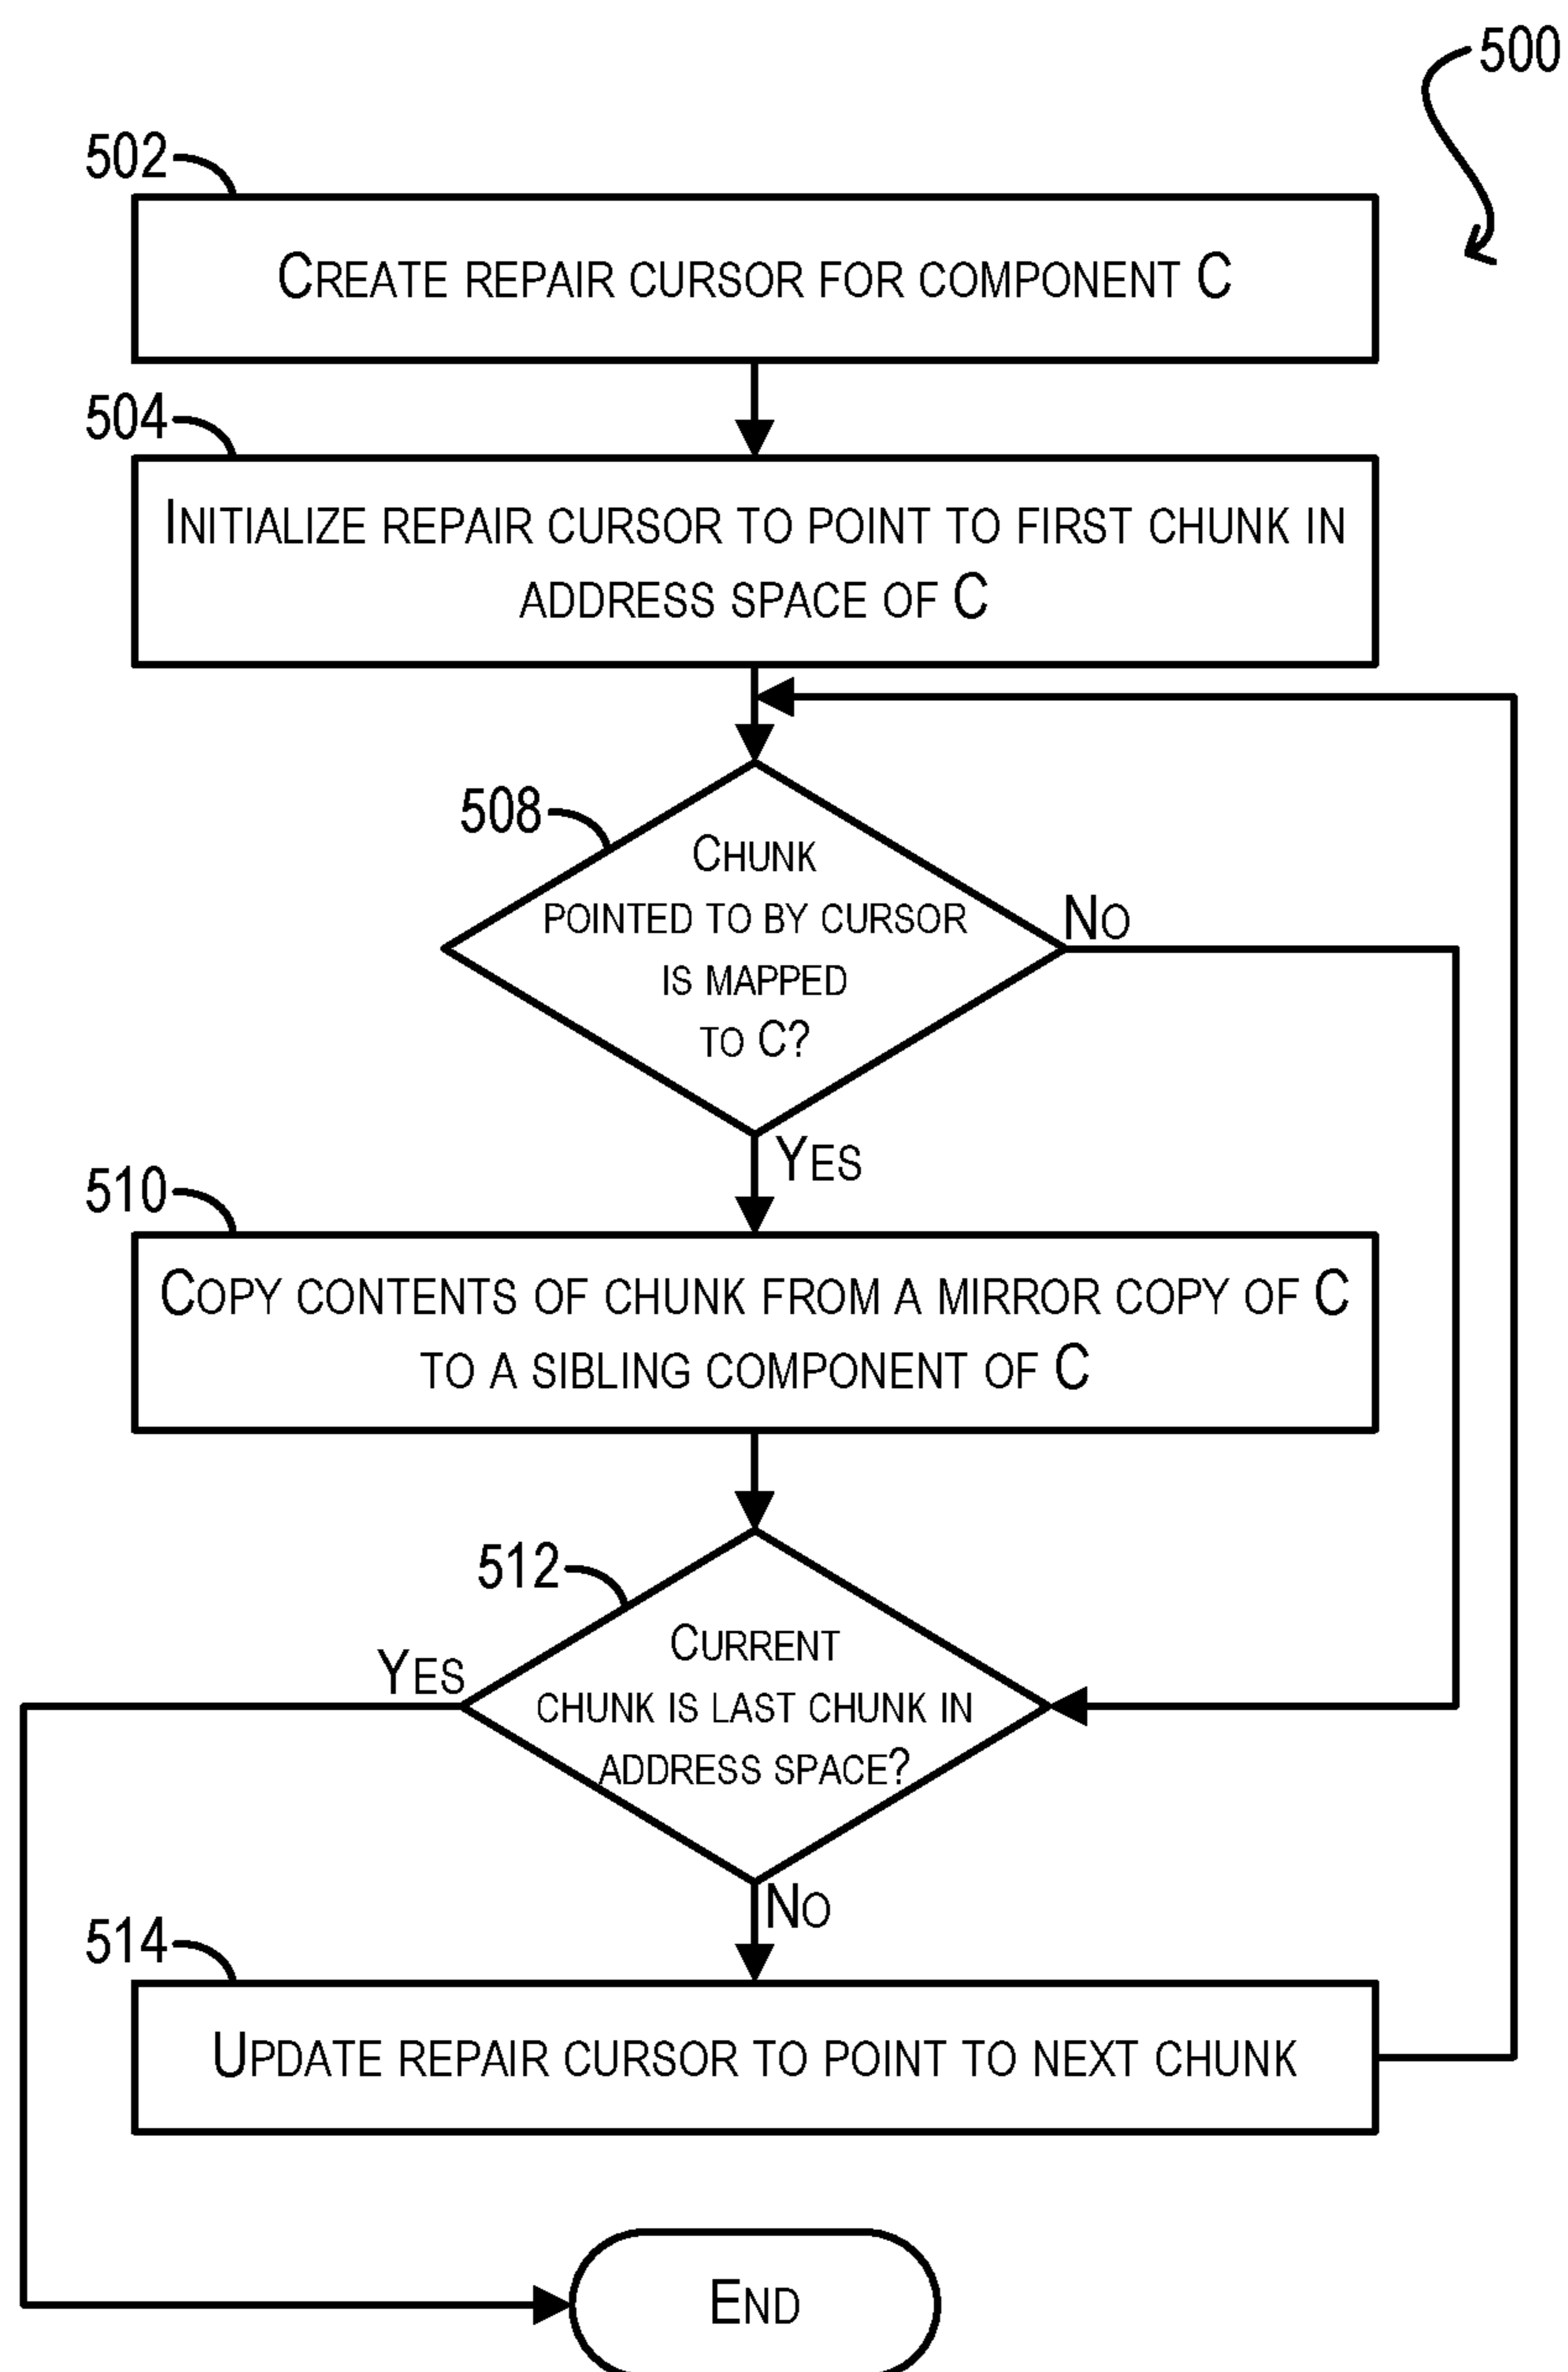 500
502
Create repair cursor for component C
504
Initialize repair cursor to point to first chunk in
address space of C
508
Chunk
pointed to by cursor
is mapped
to C?
No
Yes
510
Copy contents of chunk from a mirror copy of C
to a sibling component of C
512
Current
chunk is last chunk in
address space?
Yes
No
514
Update repair cursor to point to next chunk
End